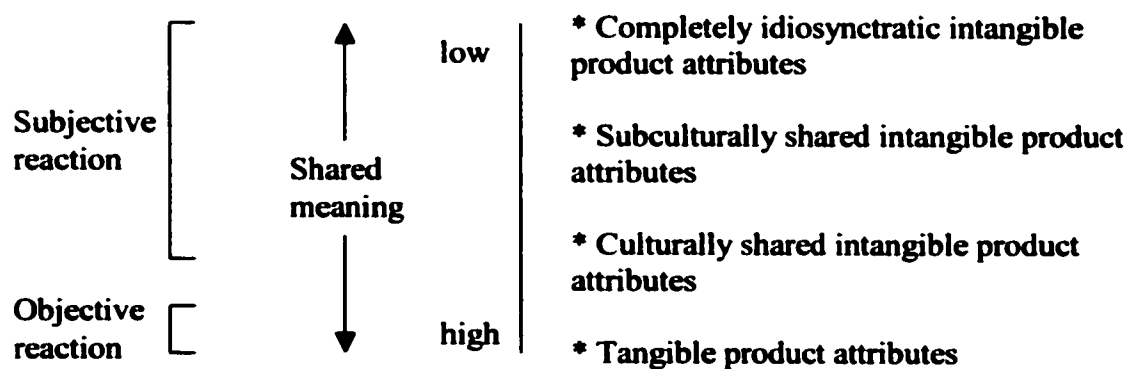 Subjective
reaction
Objective
reaction
Shared
meaning
low
high
* Completely idiosynctratic intangible
product attributes
* Subculturally shared intangible product
attributes
* Culturally shared intangible product
attributes
* Tangible product attributes